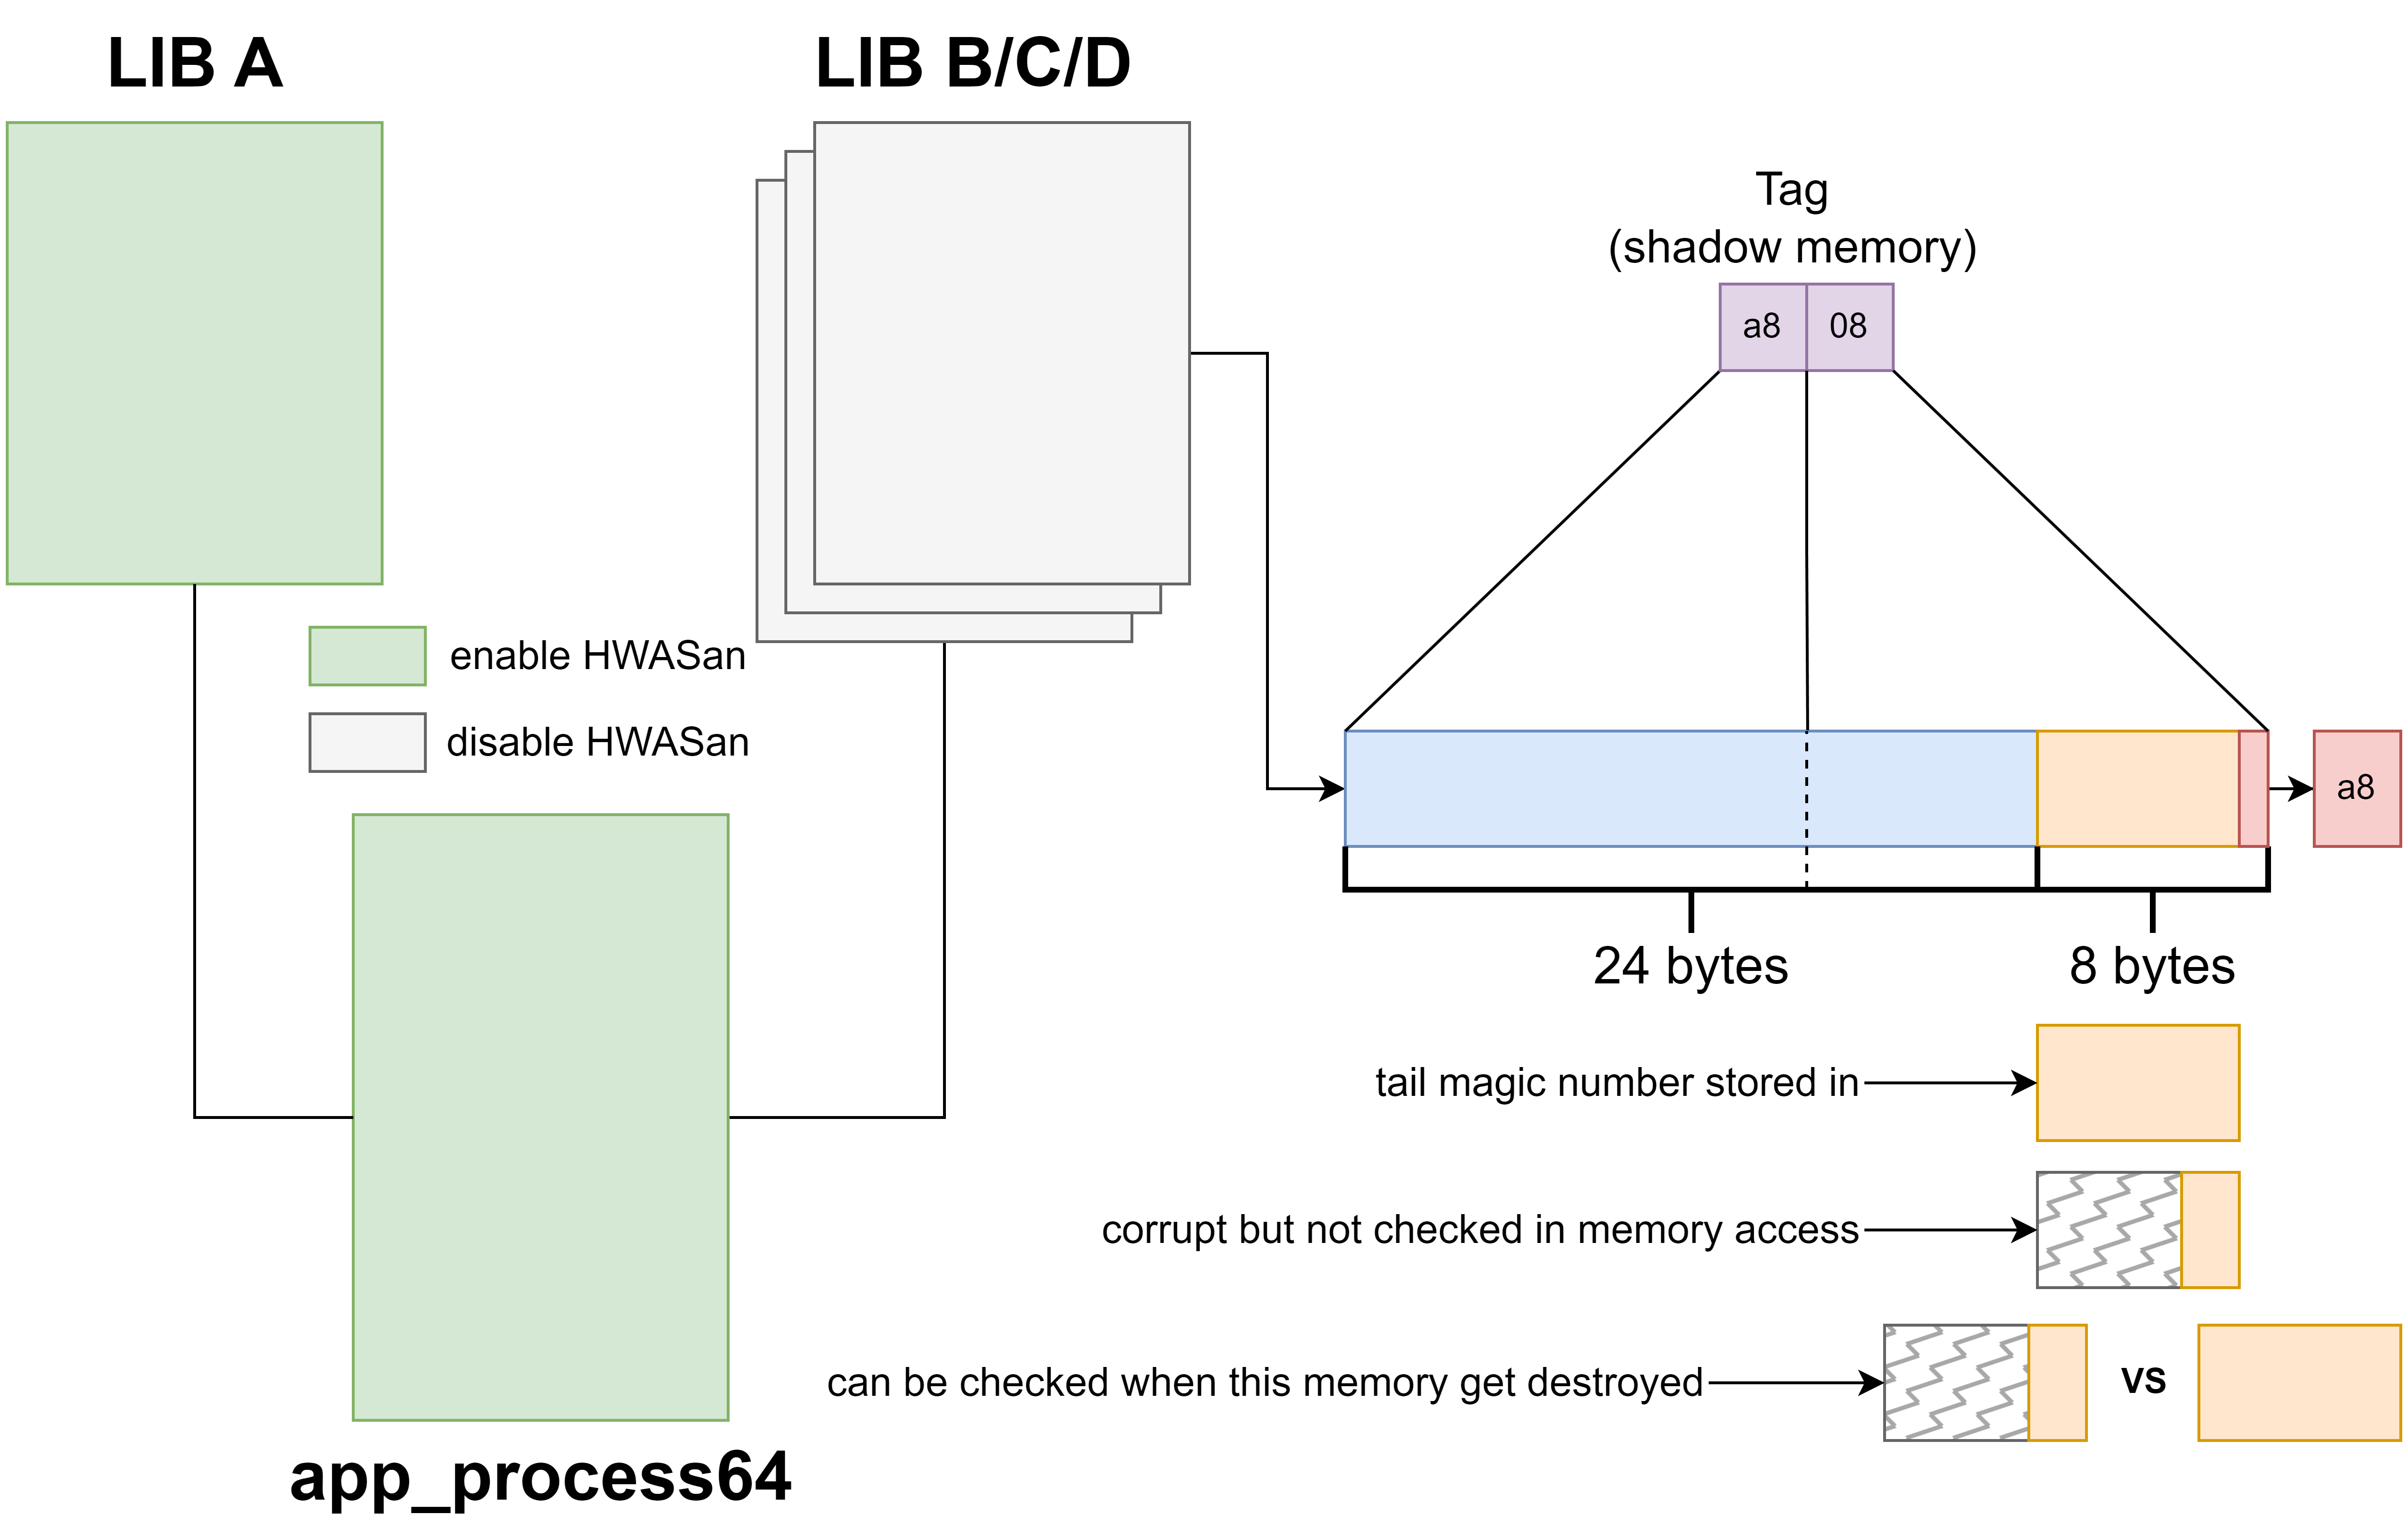 LIB A
LIB B/C/D
Tag
(shadow memory)
a8
08
enable HWASan
disable HWASan
a8
24 bytes
8 bytes
tail magic number stored in
corrupt but not checked in memory access
can be checked when this memory get destroyed
vs
app_process64